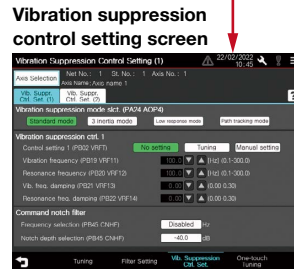 Vibration suppression
control setting screen
Vibration Suppression Control Setting (1)
22/02/2022
10:45
Axis Selection
Net No.: 1 St. No.: 1 Axis No.: 1
Axis Name: Axis name 1
Vib. Suppr. Ctrl. Set. (1)
Vib. Suppr. Ctrl. Set. (2)
?
Vibration suppression mode slct. (PA24 AOP4)
Standard mode 3 inertia mode Low response mode Path tracking mode
Vibration suppression ctrl. 1
Control setting 1 (PB02 VRFT) No setting Tuning Manual setting
Vibration frequency (PB19 VRF11) 100.0 [Hz] (0.1-300.0)
Resonance frequency (PB20 VRF12) 100.0 [Hz] (0.1-300.0)
Vib. freq. damping (PB21 VRF13) 0.00 (0.00 0.30)
Resonance freq. damping (PB22 VRF14) 0.00 (0.00 0.30)
Command notch filter
Frequency selection (PB45 CNHF) Disabled Hz
Notch depth selection (PB45 CNHF) -40.0 dB
Tuning Filter Setting Vib. Suppression Ctrl. Set. One-touch Tuning